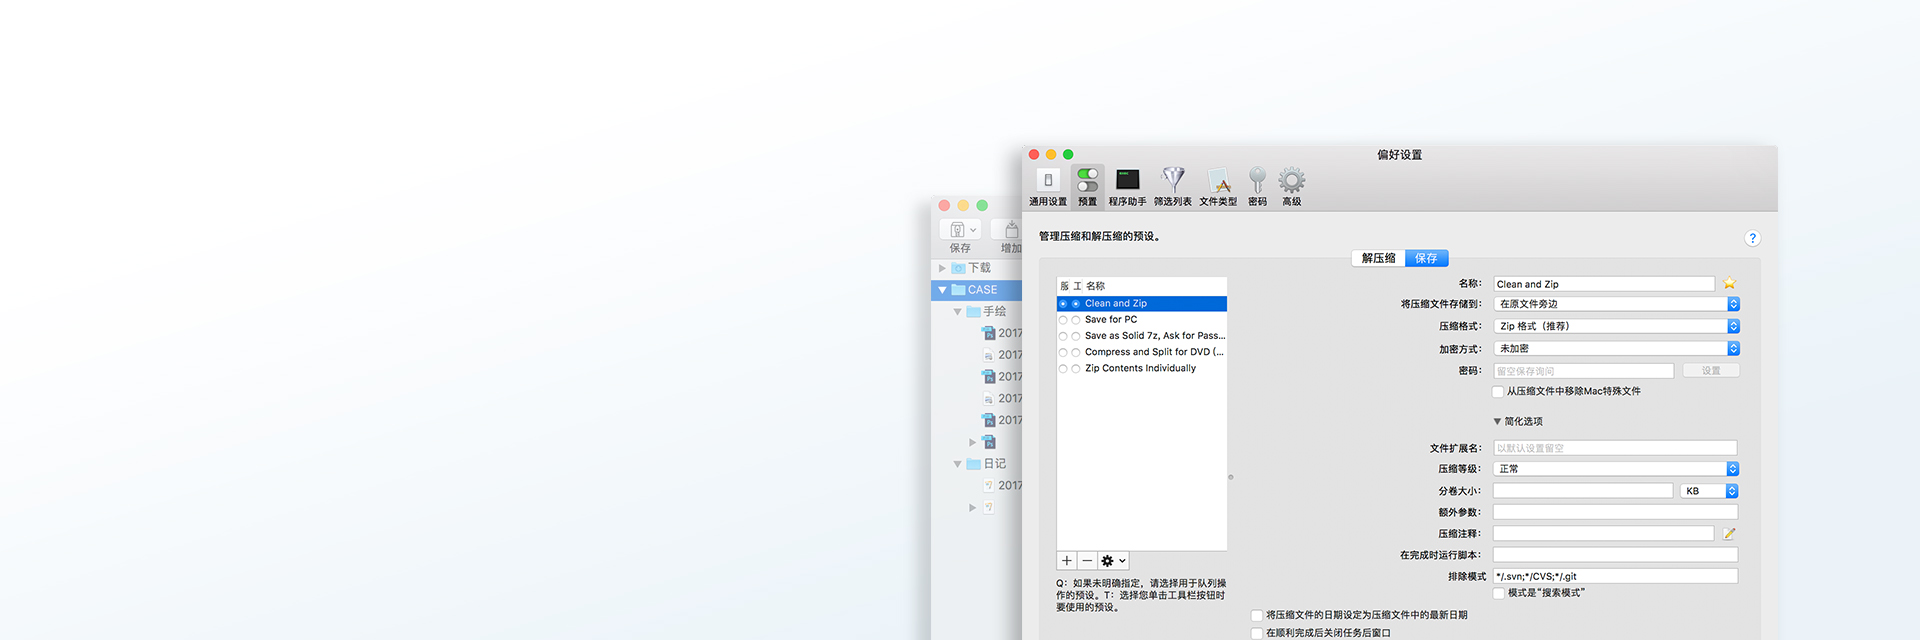 偏好设置
通用设置 预置 程序助手 筛选列表 文件类型 密码 高级
保存 增加
下载
CASE
手绘
2017
2017
2017
2017
2017
日记
2017
管理压缩和解压缩的预设。
?
解压缩 保存
工 名称
Clean and Zip
Save for PC
Save as Solid 7z, Ask for Pass...
Compress and Split for DVD (...
Zip Contents Individually
Q：如果未明确指定，请选择用于队列操
作的预设。T：选择您单击工具栏按钮时
要使用的预设。
名称： Clean and Zip
将压缩文件存储到： 在原文件旁边
压缩格式： Zip 格式（推荐）
加密方式： 未加密
密码： 留空保存询问 设置
从压缩文件中移除Mac特殊文件
简化选项
文件扩展名： 以默认设置留空
压缩等级： 正常
分卷大小： KB
额外参数：
压缩注释：
在完成时运行脚本：
排除模式 */.svn;*/CVS;*/.git
模式是“搜索模式”
将压缩文件的日期设定为压缩文件中的最新日期
在顺利完成后关闭任务后窗口